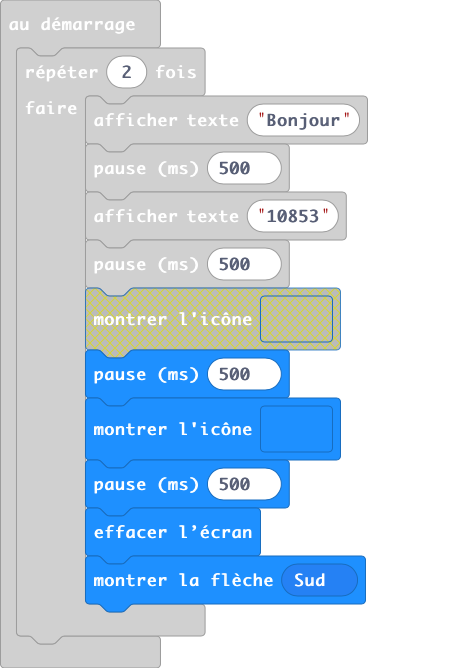 au démarrage
répéter 2 fois
faire
afficher texte "Bonjour"
pause (ms) 500
afficher texte "10853"
pause (ms) 500
montrer l'icône
pause (ms) 500
montrer l'icône
pause (ms) 500
effacer l’écran
montrer la flèche Sud